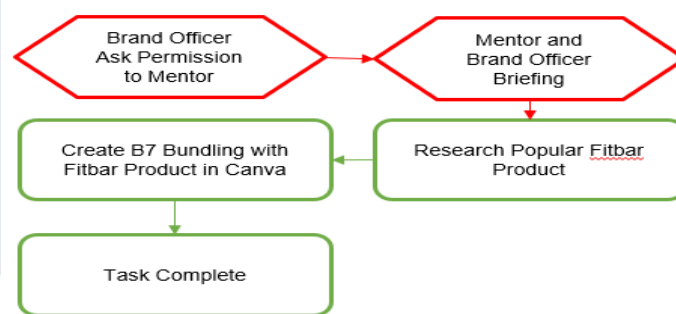 Brand Officer
Ask Permission
to Mentor
Mentor and
Brand Officer
Briefing
Create B7 Bundling with
Fitbar Product in Canva
Research Popular Fitbar
Product
Task Complete